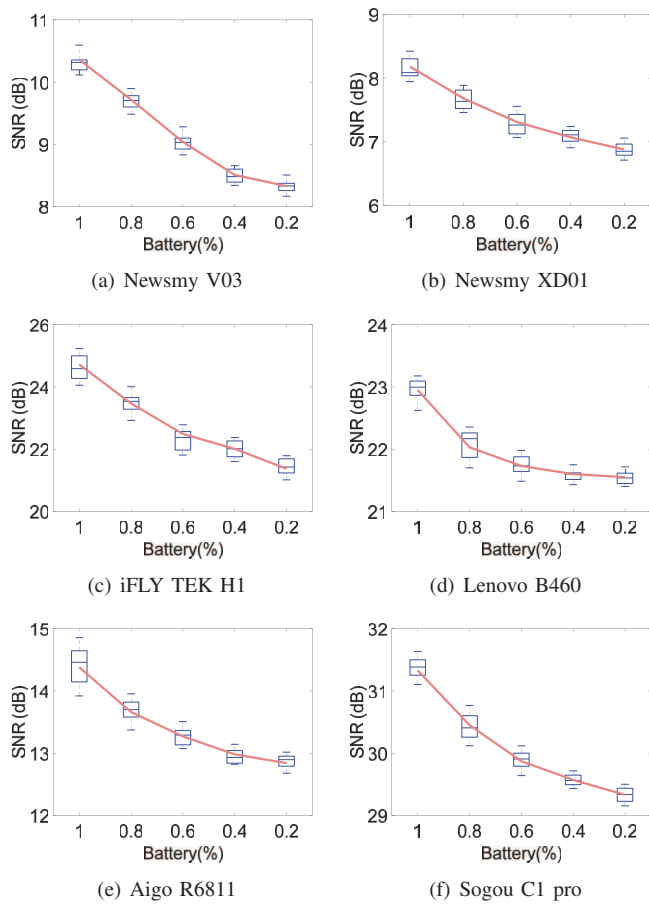 SNR (dB)
11
10
9
8
1 0.8 0.6 0.4 0.2
Battery(%)
(a) Newsmy V03
SNR (dB)
9
8
7
6
1 0.8 0.6 0.4 0.2
Battery(%)
(b) Newsmy XD01
SNR (dB)
26
24
22
20
1 0.8 0.6 0.4 0.2
Battery(%)
(c) iFLY TEK H1
SNR (dB)
24
23
22
21
1 0.8 0.6 0.4 0.2
Battery(%)
(d) Lenovo B460
SNR (dB)
15
14
13
12
1 0.8 0.6 0.4 0.2
Battery(%)
(e) Aigo R6811
SNR (dB)
32
31
30
29
1 0.8 0.6 0.4 0.2
Battery(%)
(f) Sogou C1 pro